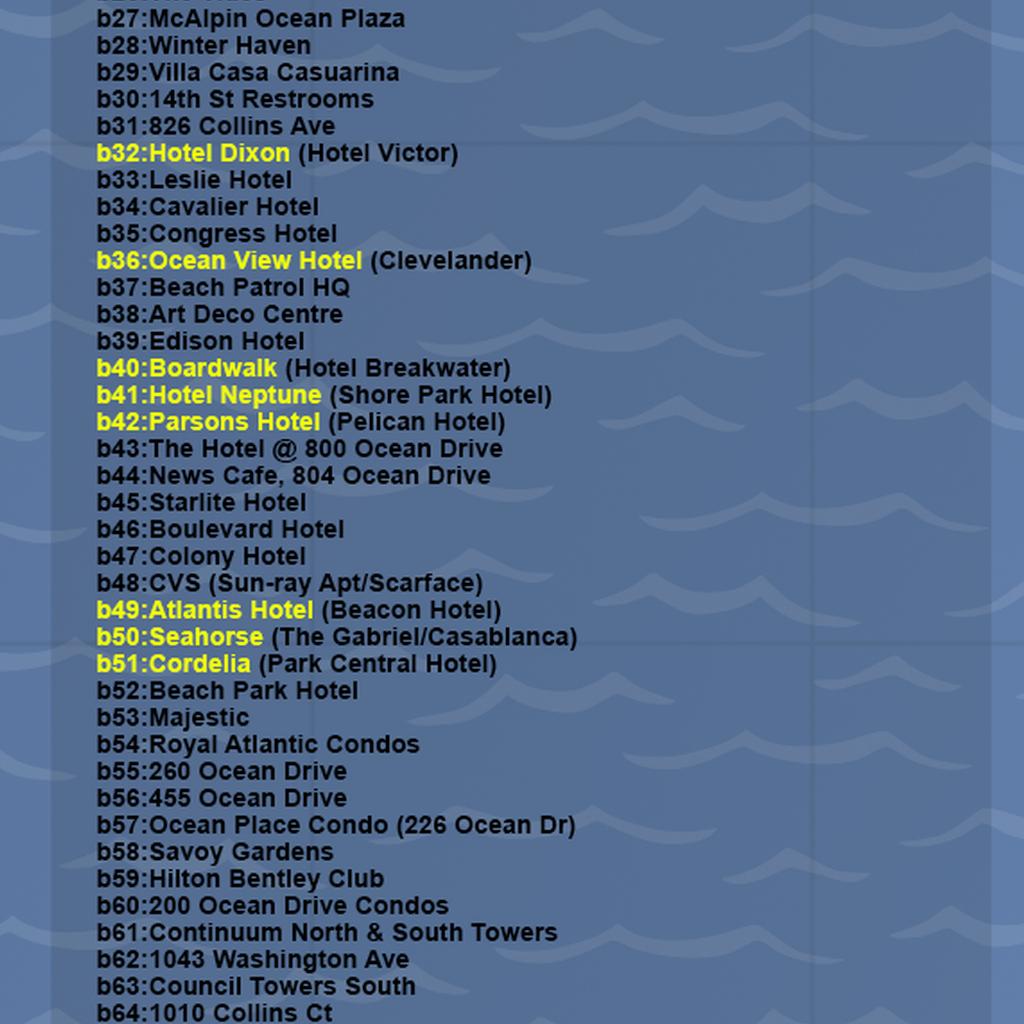 b27:McAlpin Ocean Plaza
b28:Winter Haven
b29:Villa Casa Casuarina
b30:14th St Restrooms
b31:826 Collins Ave
b32:Hotel Dixon (Hotel Victor)
b33:Leslie Hotel
b34:Cavalier Hotel
b35:Congress Hotel
b36:Ocean View Hotel (Clevelander)
b37:Beach Patrol HQ
b38:Art Deco Centre
b39:Edison Hotel
b40:Boardwalk (Hotel Breakwater)
b41:Hotel Neptune (Shore Park Hotel)
b42:Parsons Hotel (Pelican Hotel)
b43:The Hotel @ 800 Ocean Drive
b44:News Cafe, 804 Ocean Drive
b45:Starlite Hotel
b46:Boulevard Hotel
b47:Colony Hotel
b48:CVS (Sun-ray Apt/Scarface)
b49:Atlantis Hotel (Beacon Hotel)
b50:Seahorse (The Gabriel/Casablanca)
b51:Cordelia (Park Central Hotel)
b52:Beach Park Hotel
b53:Majestic
b54:Royal Atlantic Condos
b55:260 Ocean Drive
b56:455 Ocean Drive
b57:Ocean Place Condo (226 Ocean Dr)
b58:Savoy Gardens
b59:Hilton Bentley Club
b60:200 Ocean Drive Condos
b61:Continuum North & South Towers
b62:1043 Washington Ave
b63:Council Towers South
b64:1010 Collins Ct